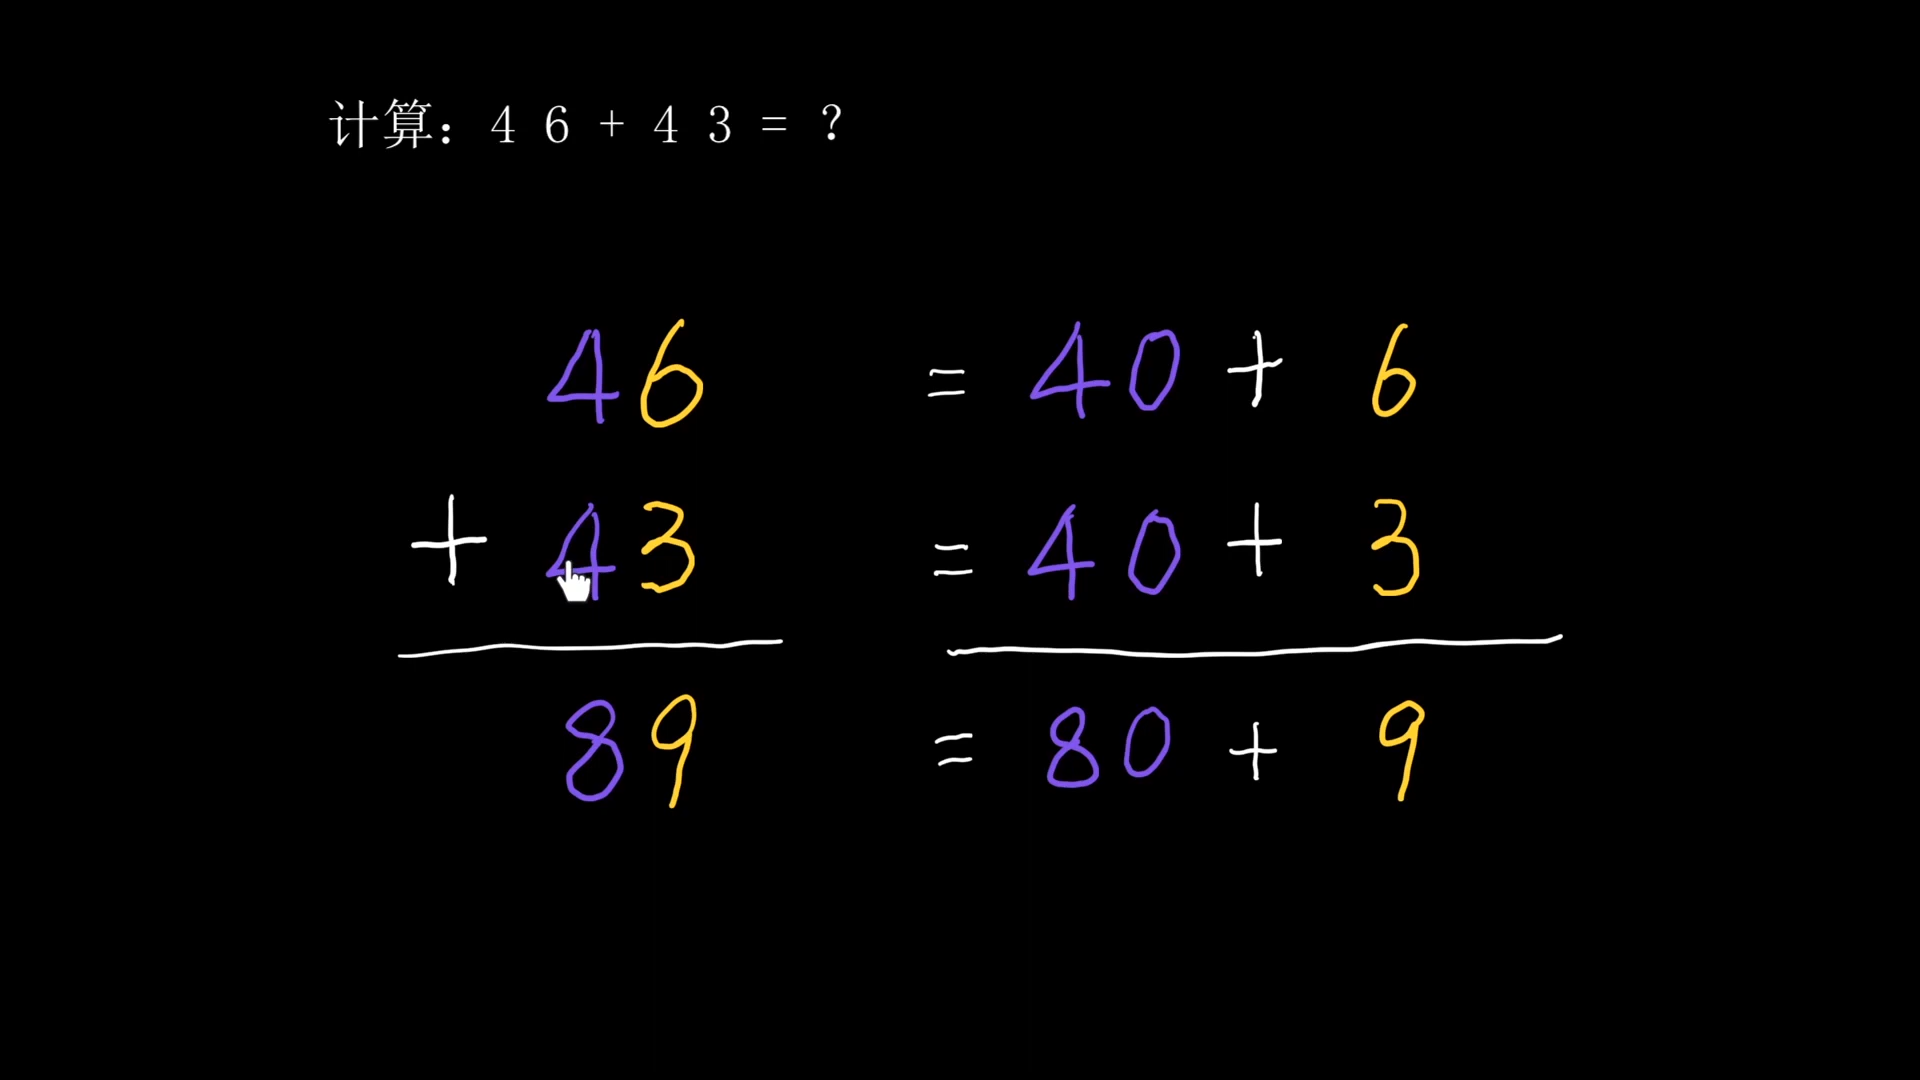 计算：46+43=？
46 = 40 + 6
+ 43 = 40 + 3
89 = 80 + 9